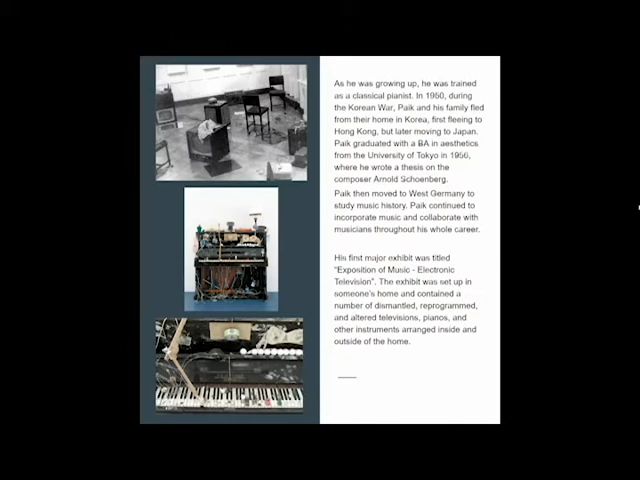 As he was growing up, he was trained
as a classical pianist. In 1950, during
the Korean War, Paik and his family fled
from their home in Korea, first fleeing to
Hong Kong, but later moving to Japan.
Paik graduated with a BA in aesthetics
from the University of Tokyo in 1956,
where he wrote a thesis on the
composer Arnold Schoenberg.
Paik then moved to West Germany to
study music history. Paik continued to
incorporate music and collaborate with
musicians throughout his whole career.
His first major exhibit was titled
"Exposition of Music - Electronic
Television". The exhibit was set up in
someone's home and contained a
number of dismantled, reprogrammed,
and altered televisions, pianos, and
other instruments arranged inside and
outside of the home.